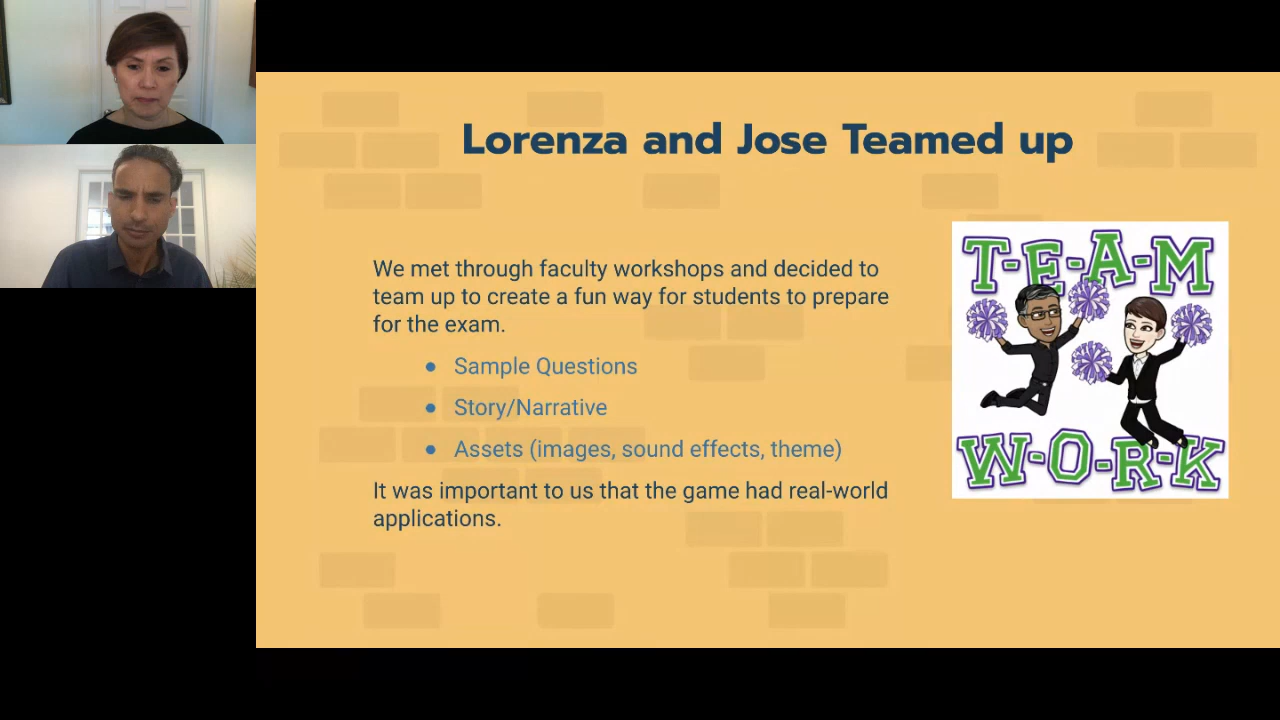 Lorenza and Jose Teamed up
We met through faculty workshops and decided to
team up to create a fun way for students to prepare
for the exam.
● Sample Questions
● Story/Narrative
● Assets (images, sound effects, theme)
It was important to us that the game had real-world
applications.
T-E-A-M
W-O-R-K